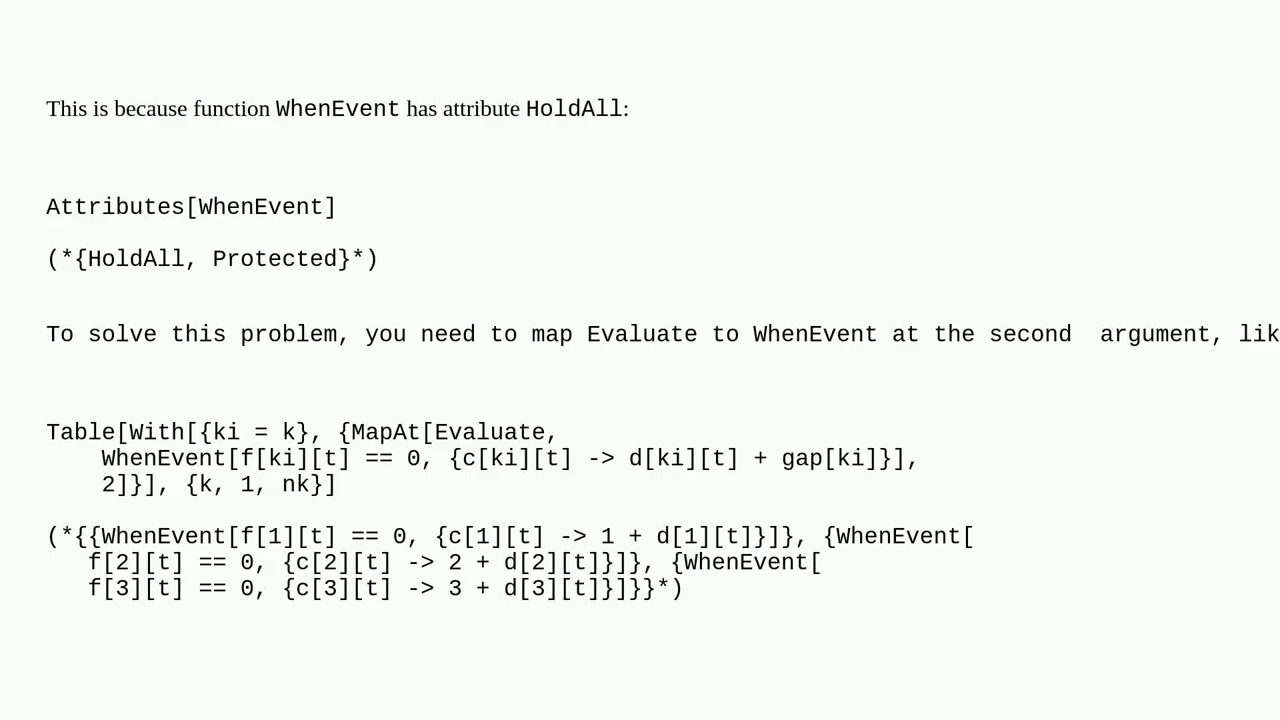 This is because function WhenEvent has attribute HoldAll:
Attributes[WhenEvent]
(*{HoldAll, Protected}*)
To solve this problem, you need to map Evaluate to WhenEvent at the second  argument, lik
Table[With[{ki = k}, {MapAt[Evaluate,
    WhenEvent[f[ki][t] == 0, {c[ki][t] -> d[ki][t] + gap[ki]}],
    2]}], {k, 1, nk}]
(*{{WhenEvent[f[1][t] == 0, {c[1][t] -> 1 + d[1][t]}]}, {WhenEvent[
   f[2][t] == 0, {c[2][t] -> 2 + d[2][t]}]}, {WhenEvent[
   f[3][t] == 0, {c[3][t] -> 3 + d[3][t]}]}}*)